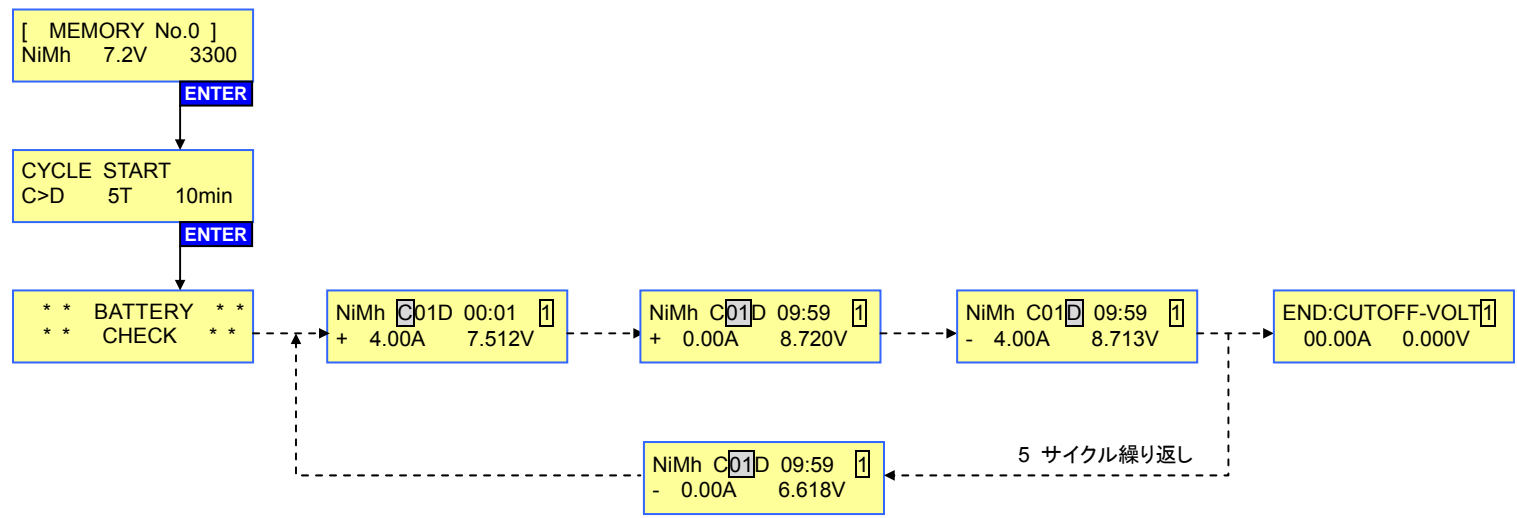 [ MEMORY No.0 ]
NiMh 7.2V 3300
ENTER
CYCLE START
C>D 5T 10min
ENTER
* * BATTERY * *
* * CHECK * *
NiMh C01D 00:01 1
+ 4.00A 7.512V
NiMh C01D 09:59 1
+ 0.00A 8.720V
NiMh C01D 09:59 1
- 4.00A 8.713V
END:CUTOFF-VOLT1
00.00A 0.000V
5 サイクル繰り返し
NiMh C01D 09:59 1
- 0.00A 6.618V